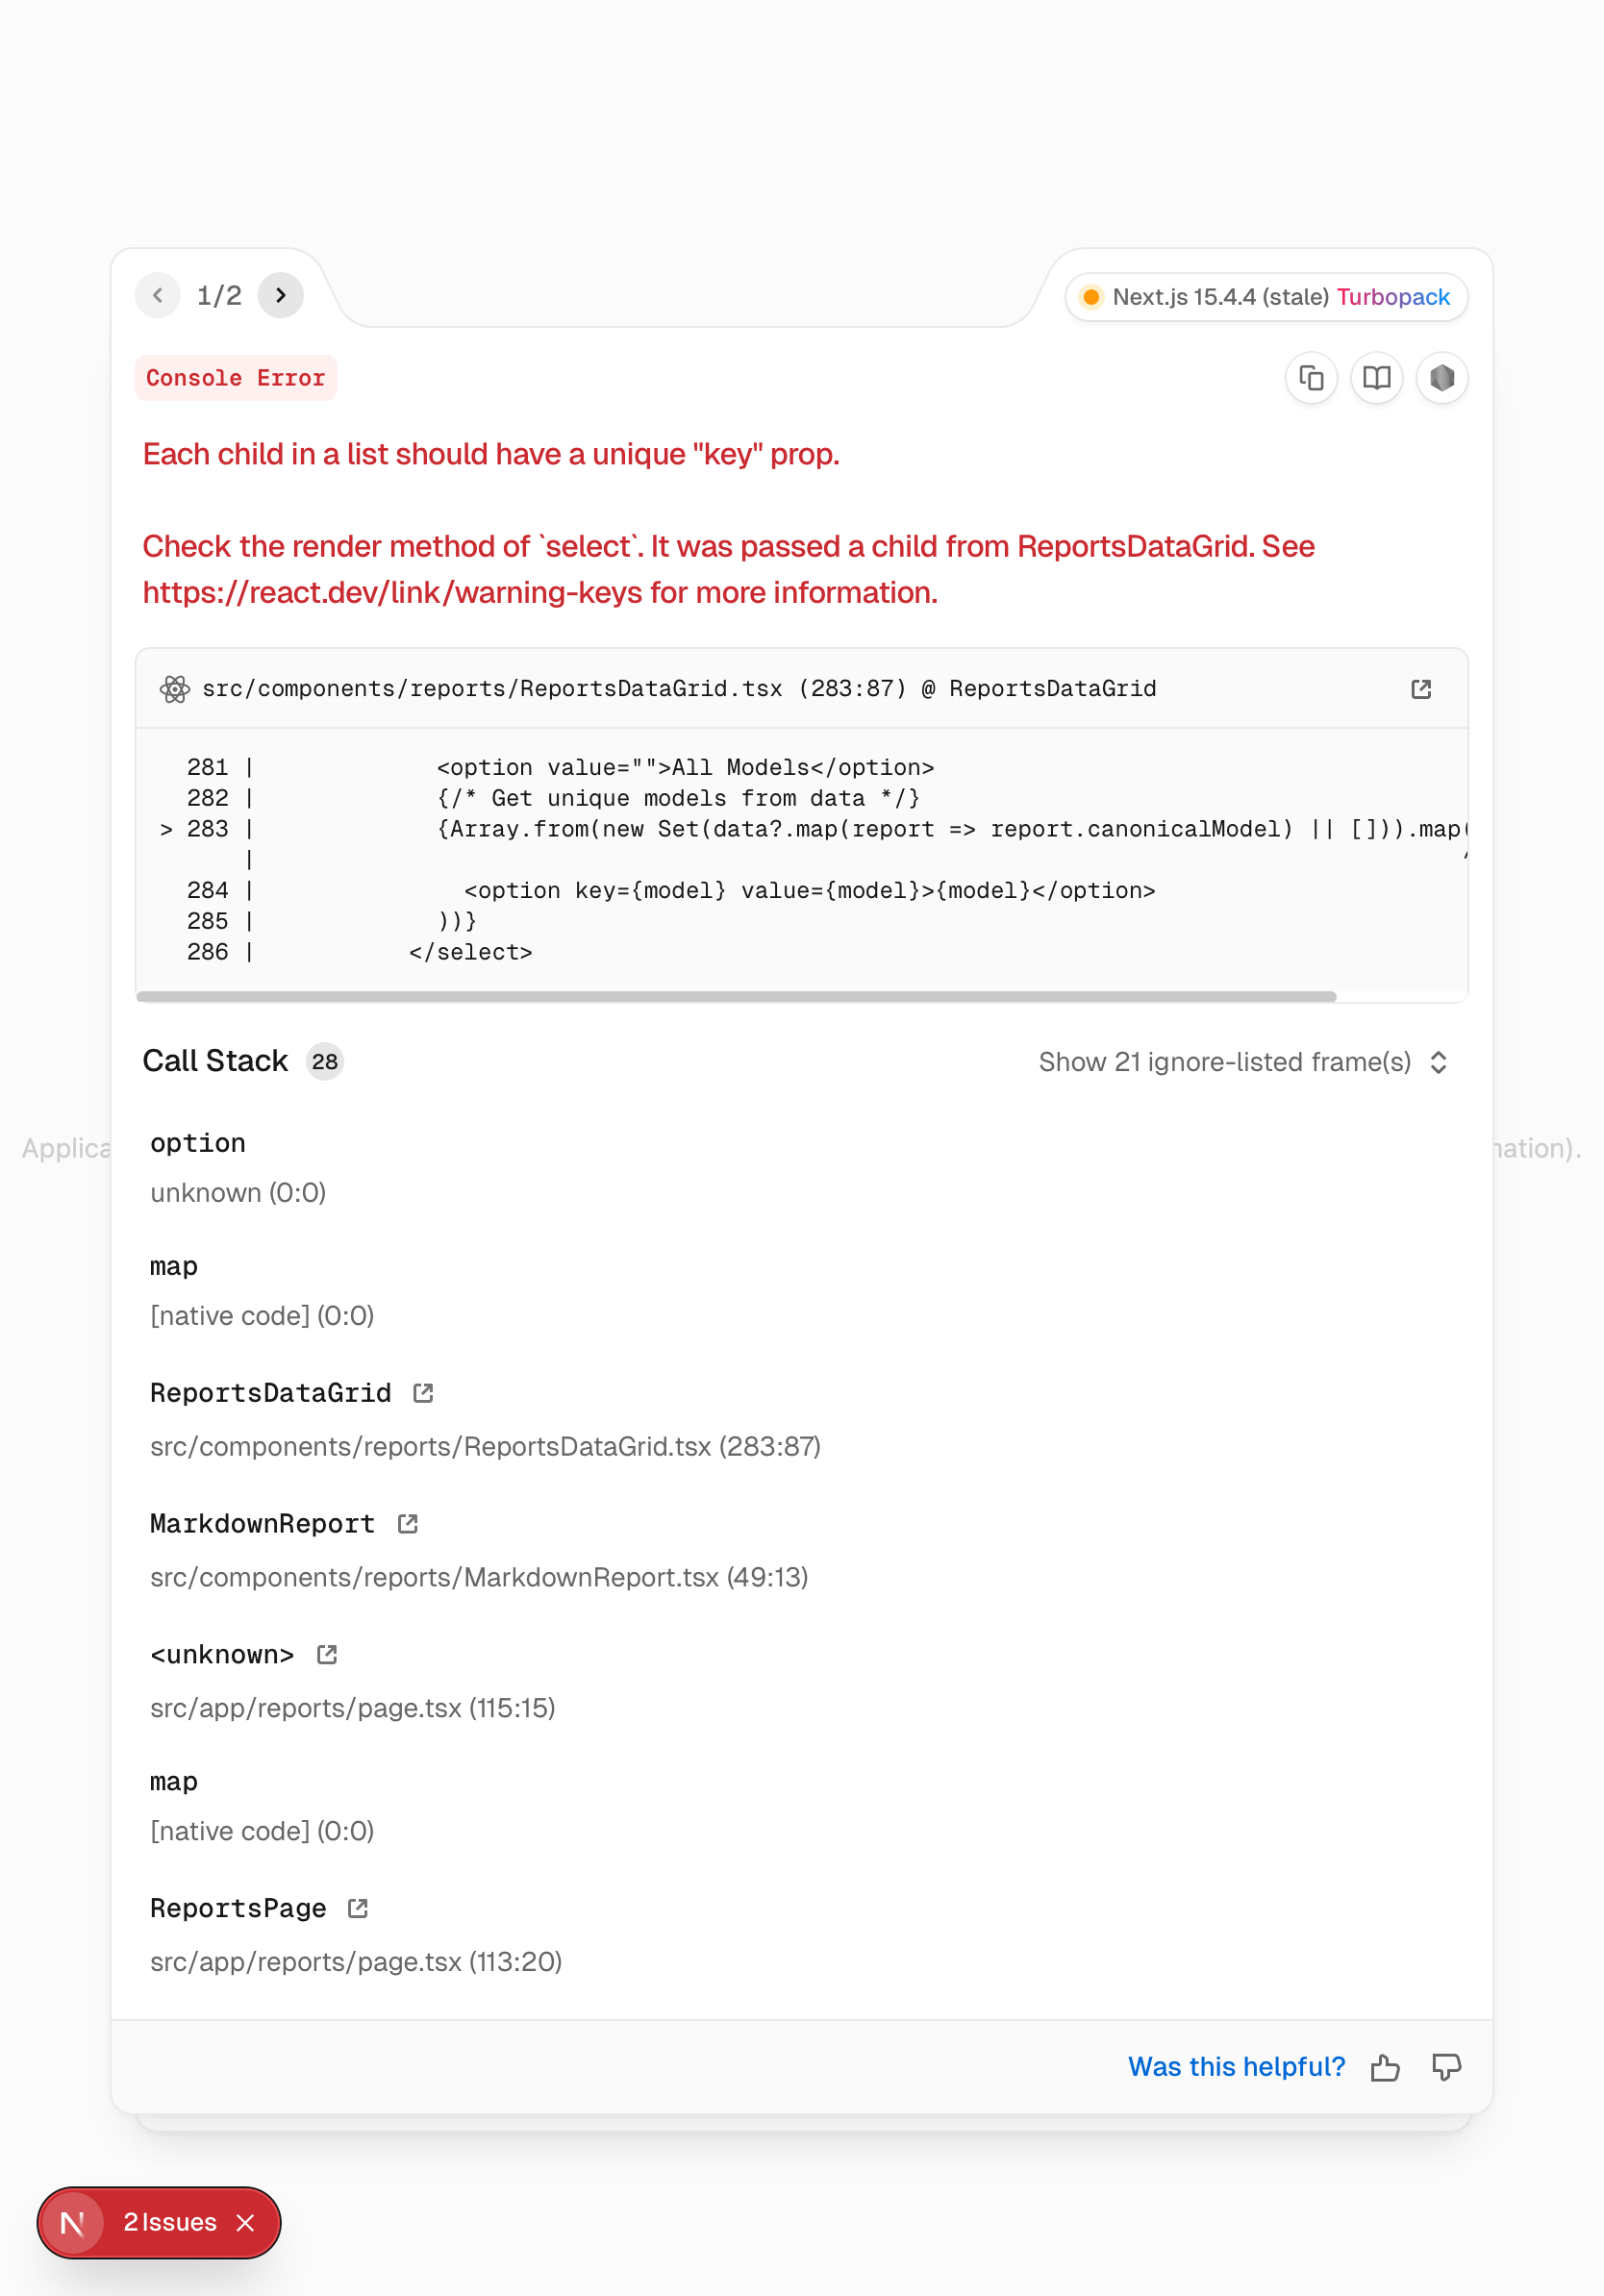 1/2
Next.js 15.4.4 (stale) Turbopack
Console Error
Each child in a list should have a unique "key" prop.
Check the render method of `select`. It was passed a child from ReportsDataGrid. See
https://react.dev/link/warning-keys for more information.
src/components/reports/ReportsDataGrid.tsx (283:87) @ ReportsDataGrid
281 | <option value="">All Models</option>
282 | {/* Get unique models from data */}
> 283 | {Array.from(new Set(data?.map(report => report.canonicalModel) || [])).map(
| ^
284 | <option key={model} value={model}>{model}</option>
285 | ))}
286 | </select>
Call Stack 28
Show 21 ignore-listed frame(s)
option
unknown (0:0)
Applica
mation).
map
[native code] (0:0)
ReportsDataGrid
src/components/reports/ReportsDataGrid.tsx (283:87)
MarkdownReport
src/components/reports/MarkdownReport.tsx (49:13)
<unknown>
src/app/reports/page.tsx (115:15)
map
[native code] (0:0)
ReportsPage
src/app/reports/page.tsx (113:20)
Was this helpful?
N 2 Issues